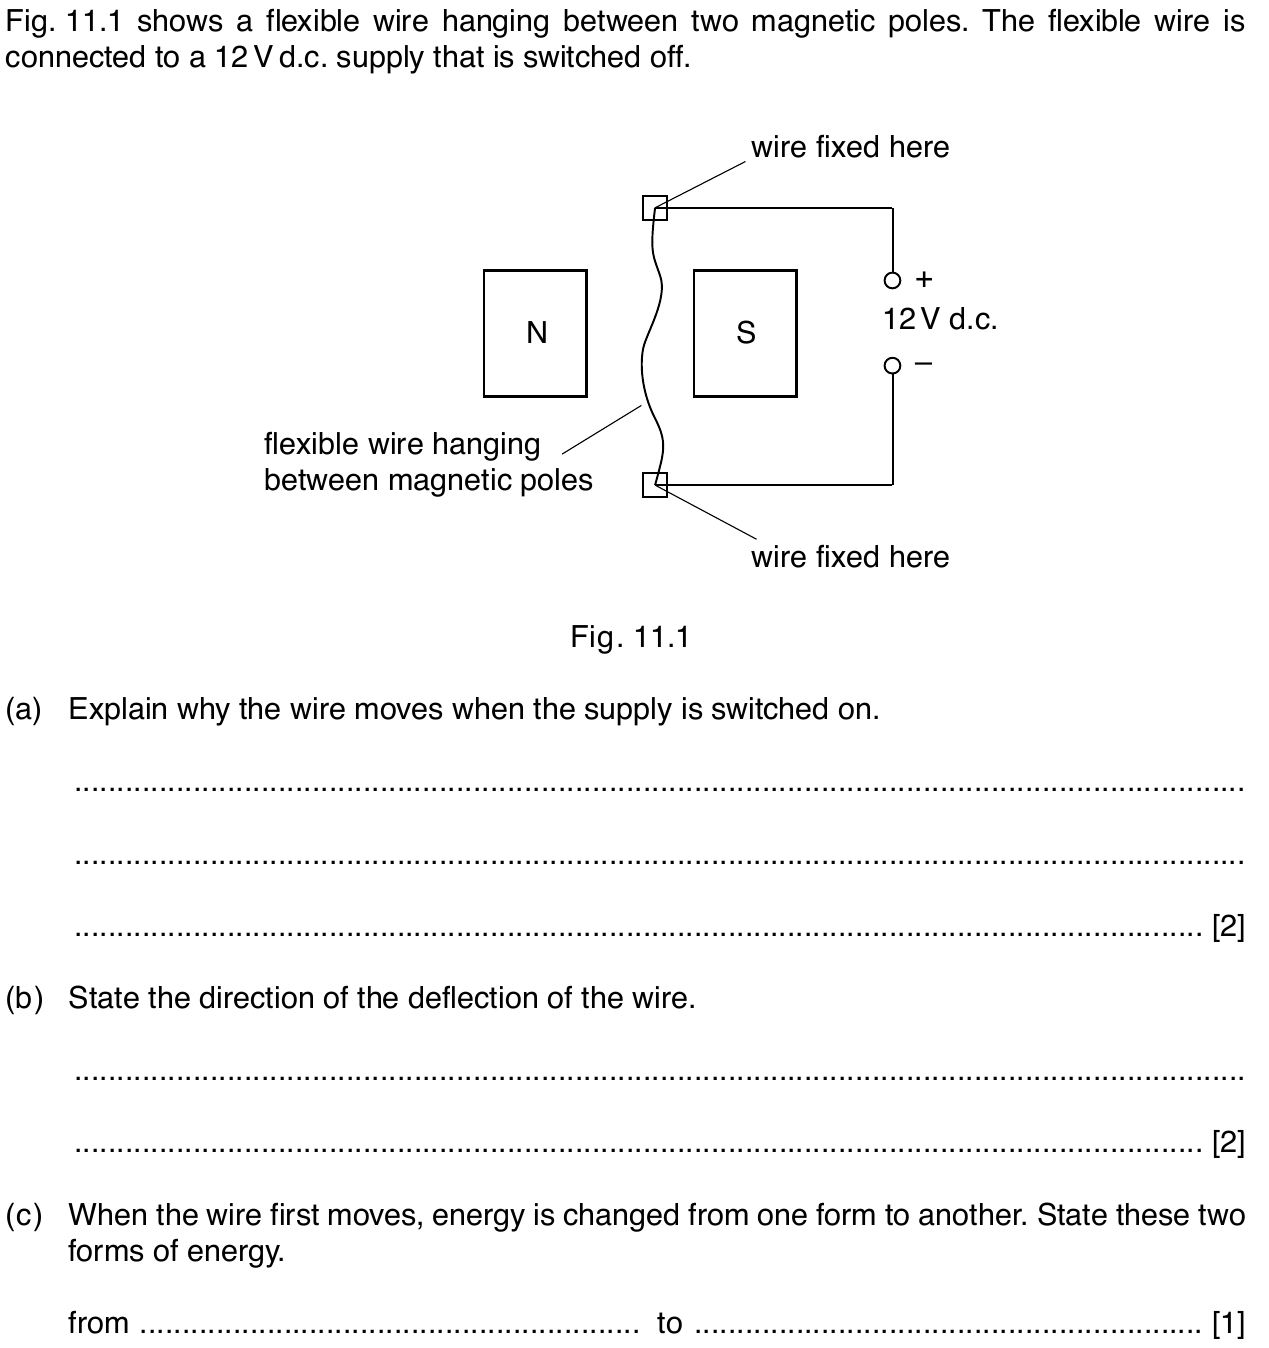 Fig. 11.1 shows a flexible wire hanging between two magnetic poles. The flexible wire is
connected to a 12 V d.c. supply that is switched off.
wire fixed here
N
S
+
12 V d.c.
–
flexible wire hanging
between magnetic poles
wire fixed here
Fig. 11.1
(a) Explain why the wire moves when the supply is switched on.
..........................................................................................................................................
..........................................................................................................................................
..................................................................................................................................... [2]
(b) State the direction of the deflection of the wire.
..........................................................................................................................................
..................................................................................................................................... [2]
(c) When the wire first moves, energy is changed from one form to another. State these two
forms of energy.
from ........................................................... to ............................................................ [1]